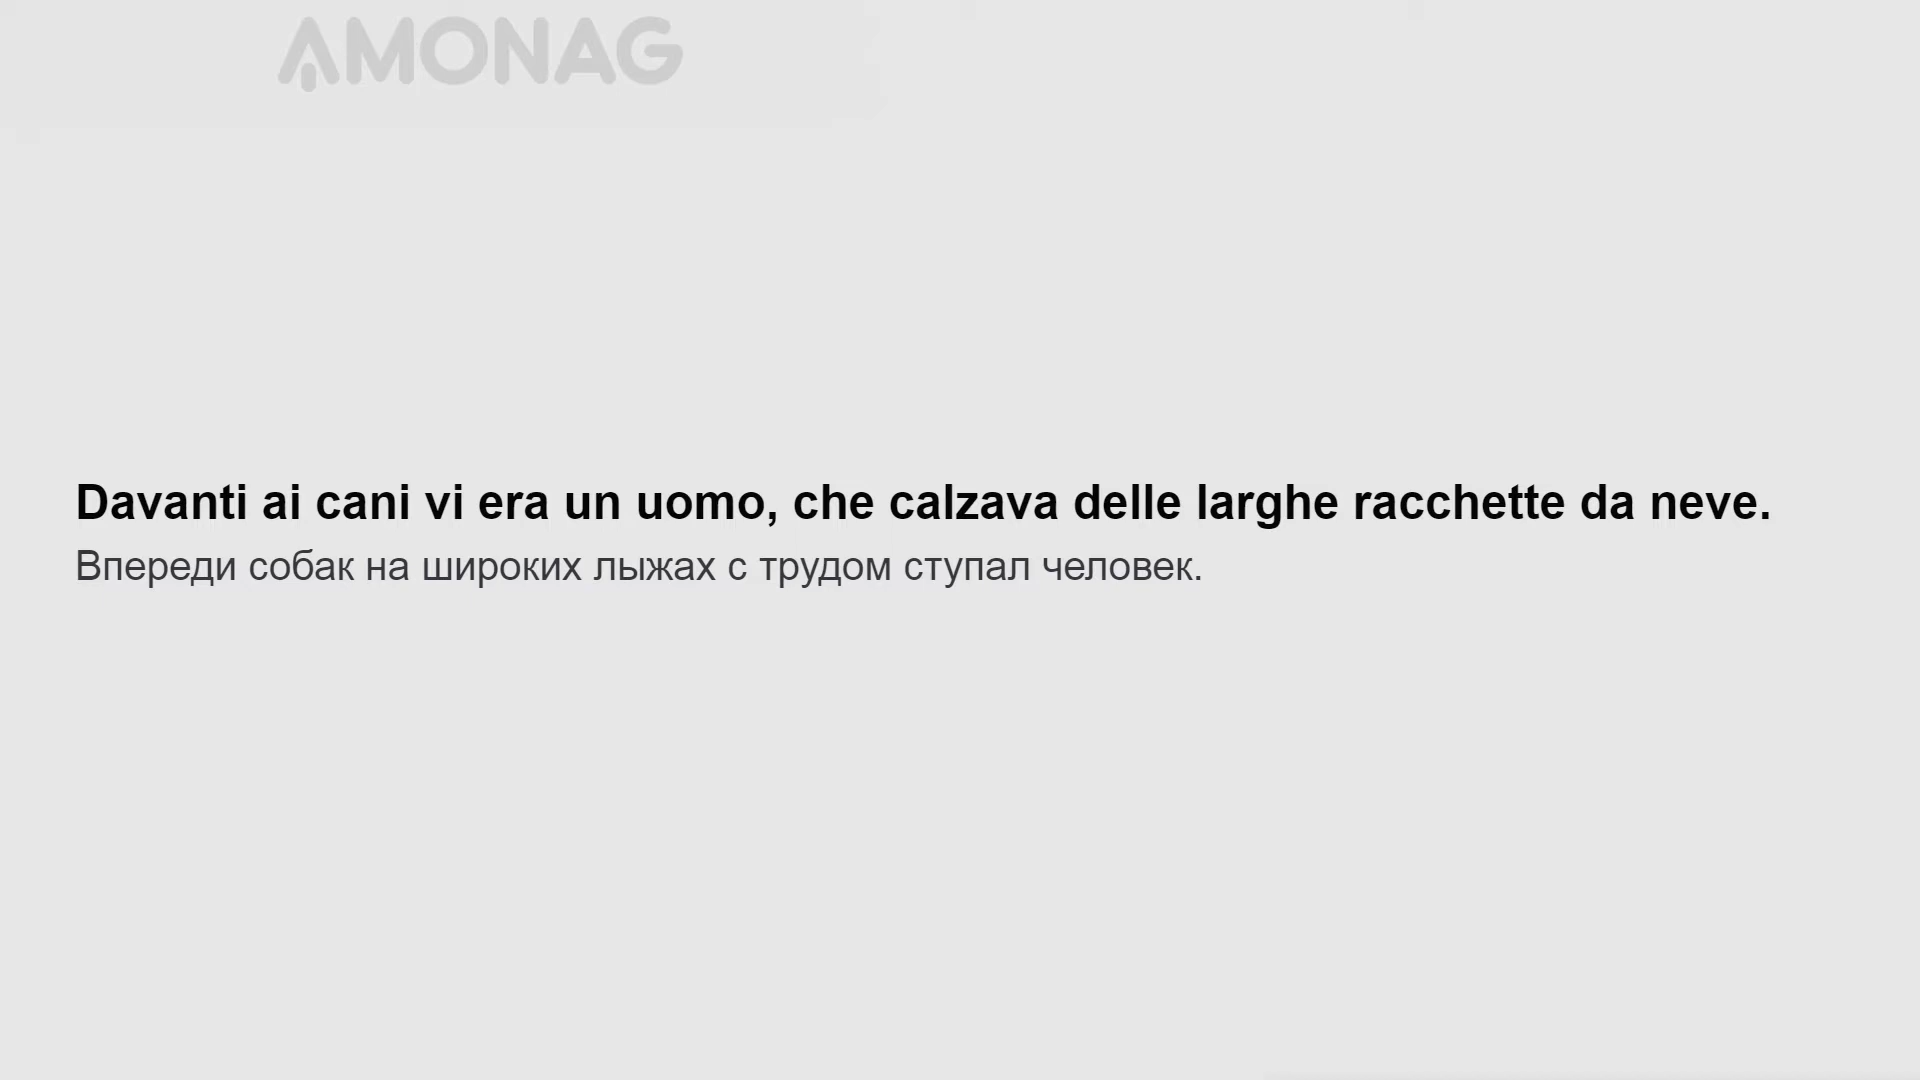 AMONAG
Davanti ai cani vi era un uomo, che calzava delle larghe racchette da neve.
Впереди собак на широких лыжах с трудом ступал человек.